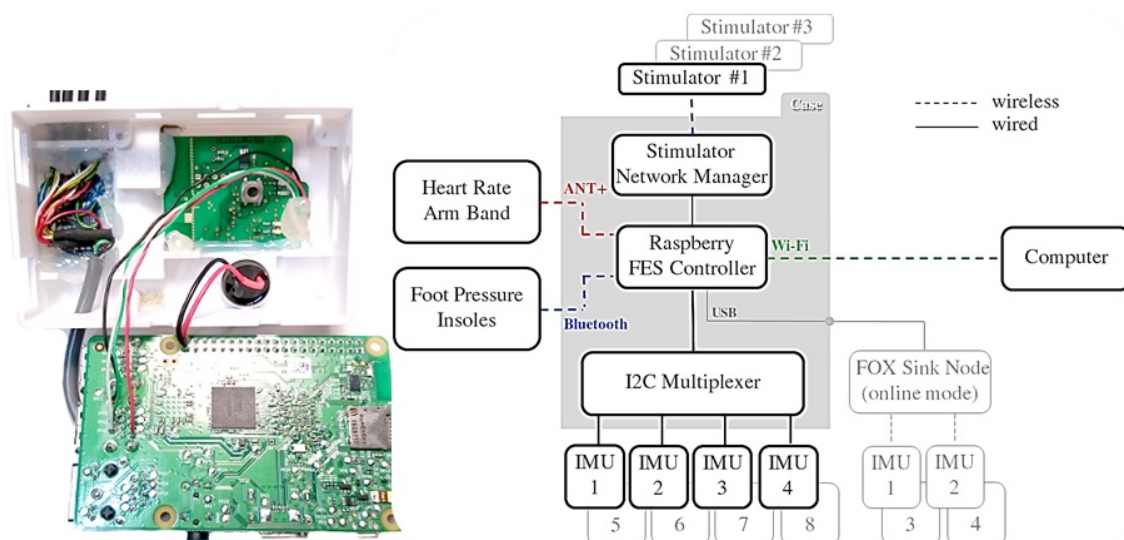 Stimulator #3
Stimulator #2
Stimulator #1
Case
wireless
wired
Stimulator
Network Manager
Heart Rate
Arm Band
ANT+
Raspberry
FES Controller
Wi-Fi
Computer
Foot Pressure
Insoles
Bluetooth
USB
I2C Multiplexer
FOX Sink Node
(online mode)
IMU
1
IMU
2
IMU
3
IMU
4
5
6
7
8
IMU
1
IMU
2
3
4